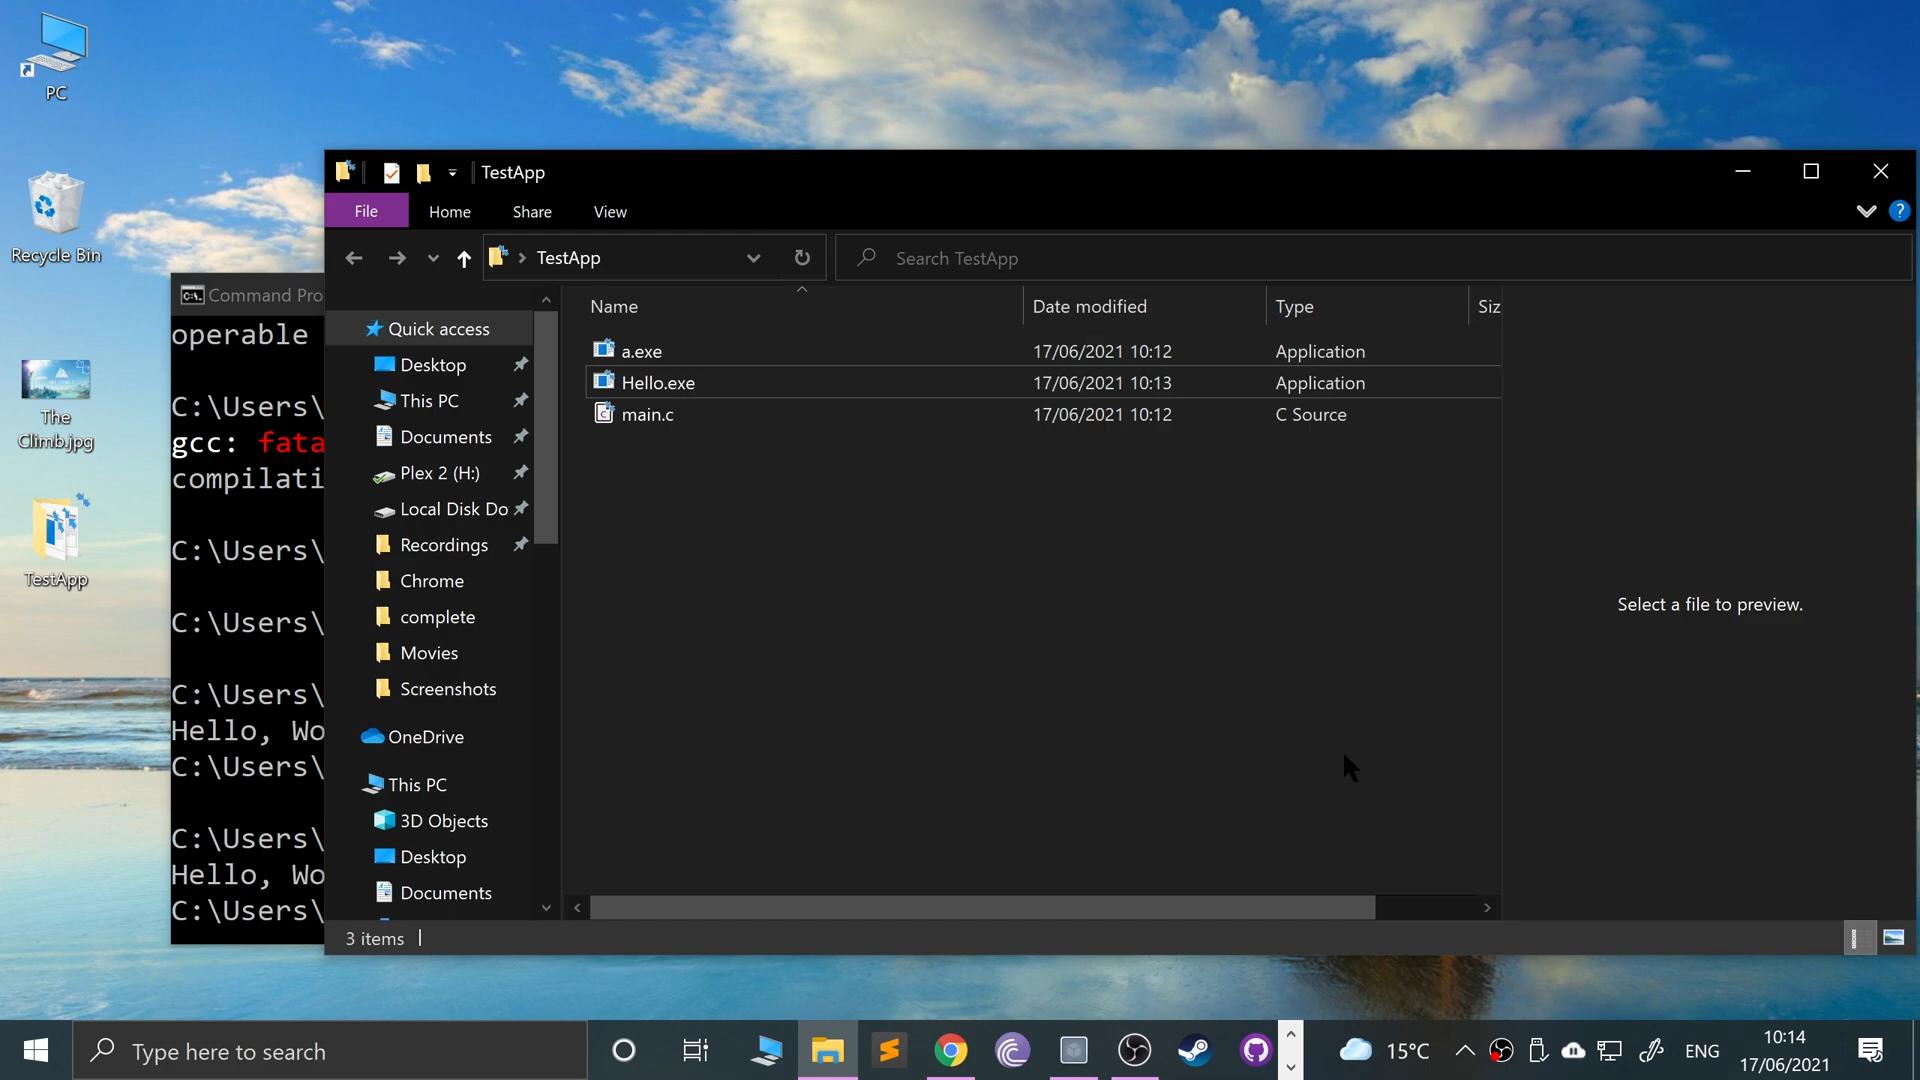 PC
Recycle Bin
The
Climb.jpg
TestApp
Command Pro
operable
C:\Users\
gcc: fata
compilati
C:\Users\
C:\Users\
C:\Users\
Hello, Wo
C:\Users\
C:\Users\
Hello, Wo
C:\Users\
TestApp
File Home Share View
TestApp
Search TestApp
Quick access
Desktop
This PC
Documents
Plex 2 (H:)
Local Disk Do
Recordings
Chrome
complete
Movies
Screenshots
OneDrive
This PC
3D Objects
Desktop
Documents
Name Date modified Type Siz
a.exe 17/06/2021 10:12 Application
Hello.exe 17/06/2021 10:13 Application
main.c 17/06/2021 10:12 C Source
Select a file to preview.
3 items
Type here to search
15°C
ENG
10:14
17/06/2021